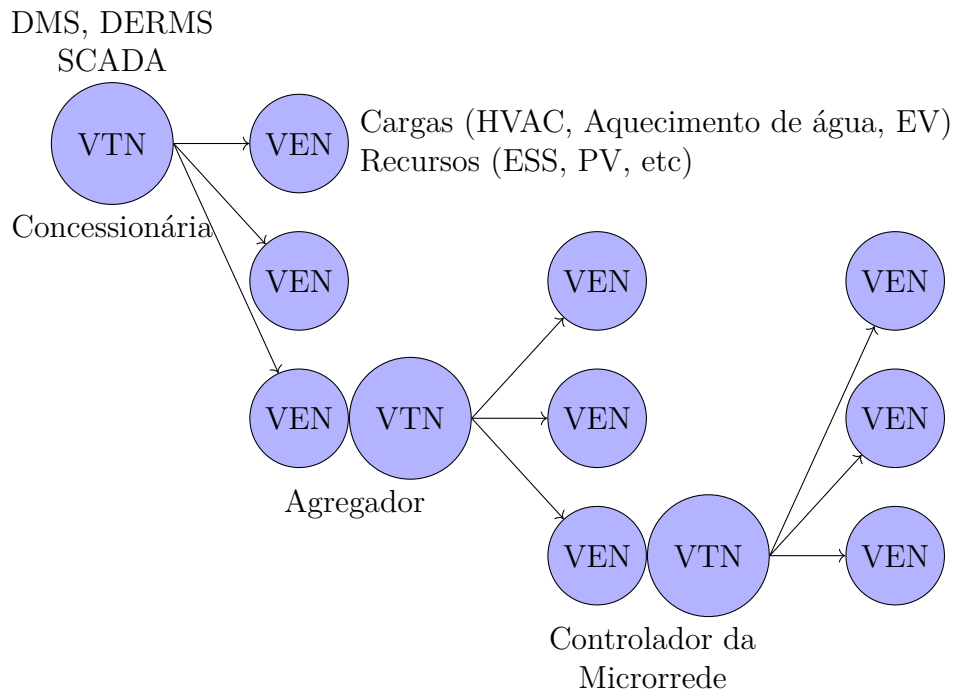 DMS, DERMS
SCADA
VTN
VEN
Cargas (HVAC, Aquecimento de água, EV)
Recursos (ESS, PV, etc)
Concessionária
VEN
VEN
VEN
VEN
VTN
VEN
VEN
Agregador
VEN
VTN
VEN
Controlador da
Microrrede